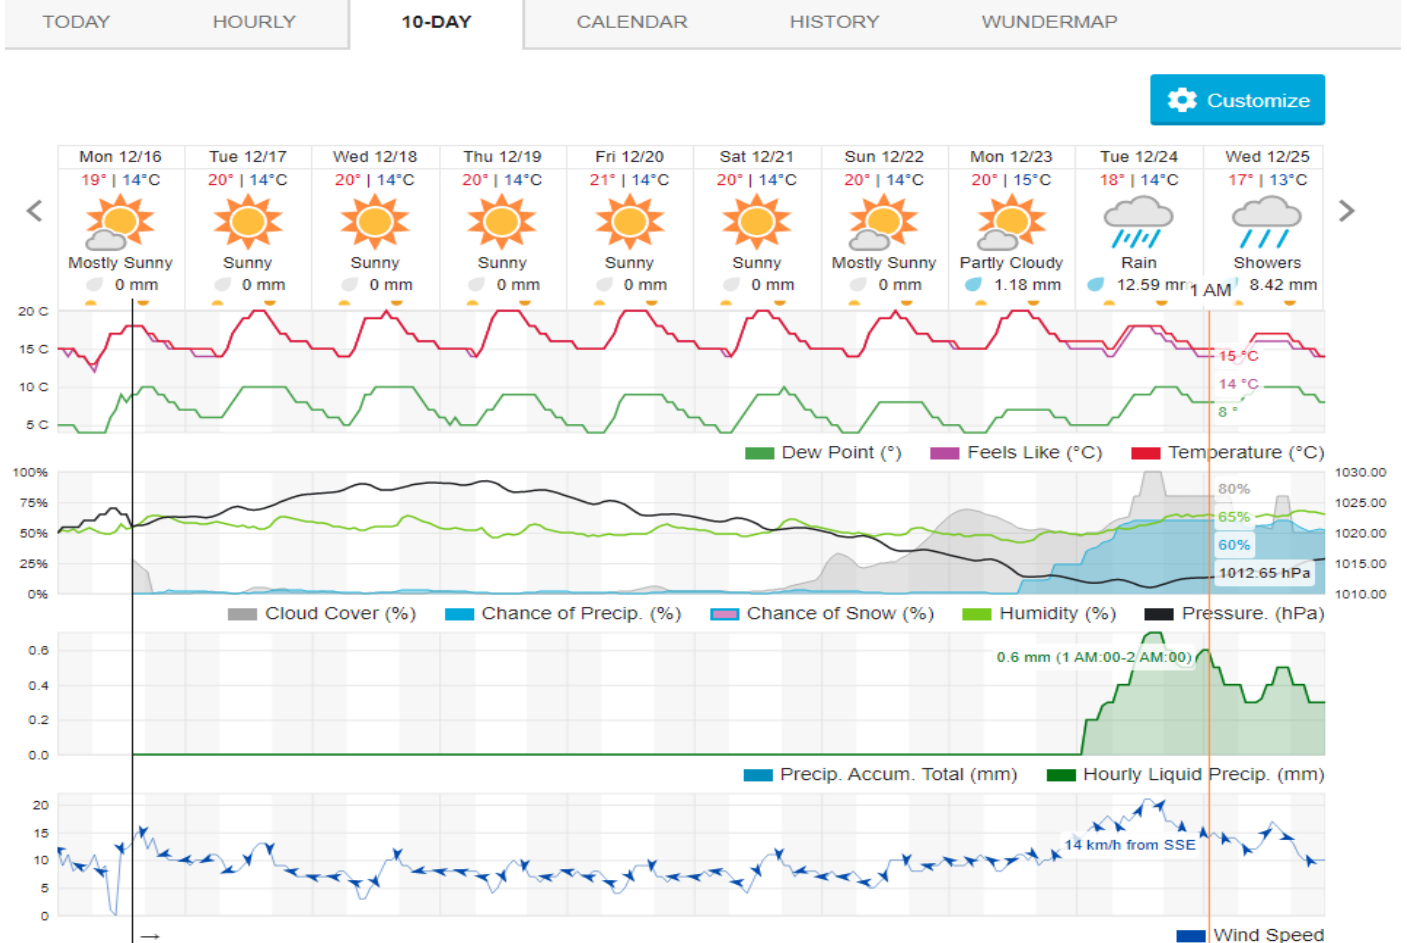 TODAY HOURLY 10-DAY CALENDAR HISTORY WUNDERMAP
Customize
Mon 12/16 Tue 12/17 Wed 12/18 Thu 12/19 Fri 12/20 Sat 12/21 Sun 12/22 Mon 12/23 Tue 12/24 Wed 12/25
19° | 14°C 20° | 14°C 20° | 14°C 20° | 14°C 21° | 14°C 20° | 14°C 20° | 14°C 20° | 15°C 18° | 14°C 17° | 13°C
Mostly Sunny Sunny Sunny Sunny Sunny Sunny Mostly Sunny Partly Cloudy Rain Showers
0 mm 0 mm 0 mm 0 mm 0 mm 0 mm 0 mm 1.18 mm 12.59 mm 8.42 mm
1 AM
20 C
15 C
15 °C
10 C
14 °C
8 °
5 C
Dew Point (°) Feels Like (°C) Temperature (°C)
100% 1030.00
80%
75% 1025.00
65%
50% 1020.00
60%
25% 1015.00
1012.65 hPa
0% 1010.00
Cloud Cover (%) Chance of Precip. (%) Chance of Snow (%) Humidity (%) Pressure. (hPa)
0.6
0.6 mm (1 AM:00-2 AM:00)
0.4
0.2
0.0
Precip. Accum. Total (mm) Hourly Liquid Precip. (mm)
20
15
14 km/h from SSE
10
5
0
Wind Speed